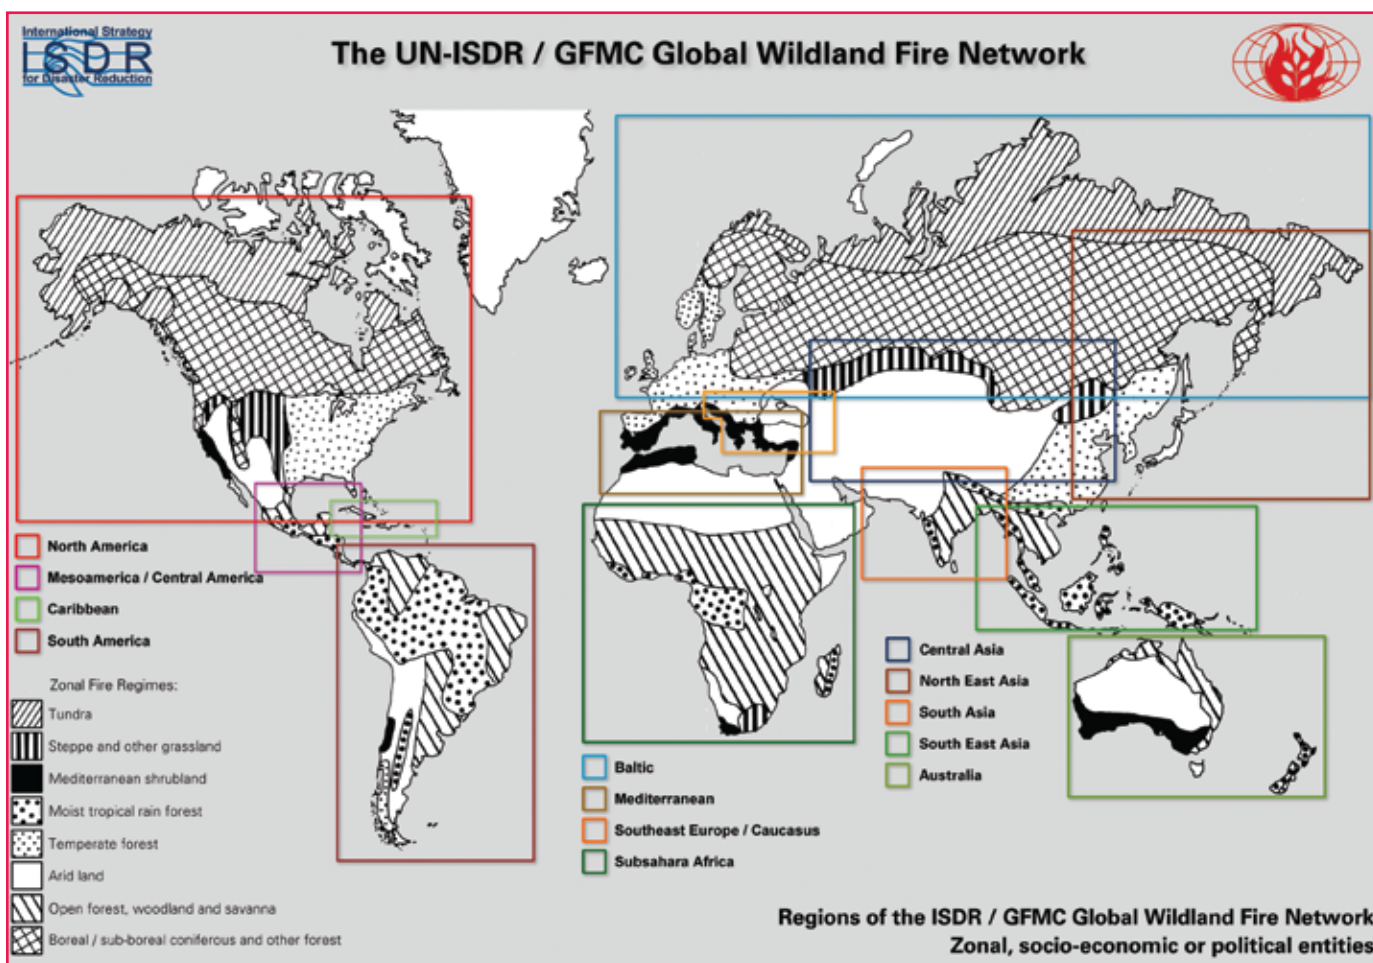 International Strategy
ISDR
for Disaster Reduction
The UN-ISDR / GFMC Global Wildland Fire Network
North America
Mesoamerica / Central America
Caribbean
South America
Zonal Fire Regimes:
Tundra
Steppe and other grassland
Mediterranean shrubland
Moist tropical rain forest
Temperate forest
Arid land
Open forest, woodland and savanna
Boreal / sub-boreal coniferous and other forest
Baltic
Mediterranean
Southeast Europe / Caucasus
Subsahara Africa
Central Asia
North East Asia
South Asia
South East Asia
Australia
Regions of the ISDR / GFMC Global Wildland Fire Network
Zonal, socio-economic or political entities